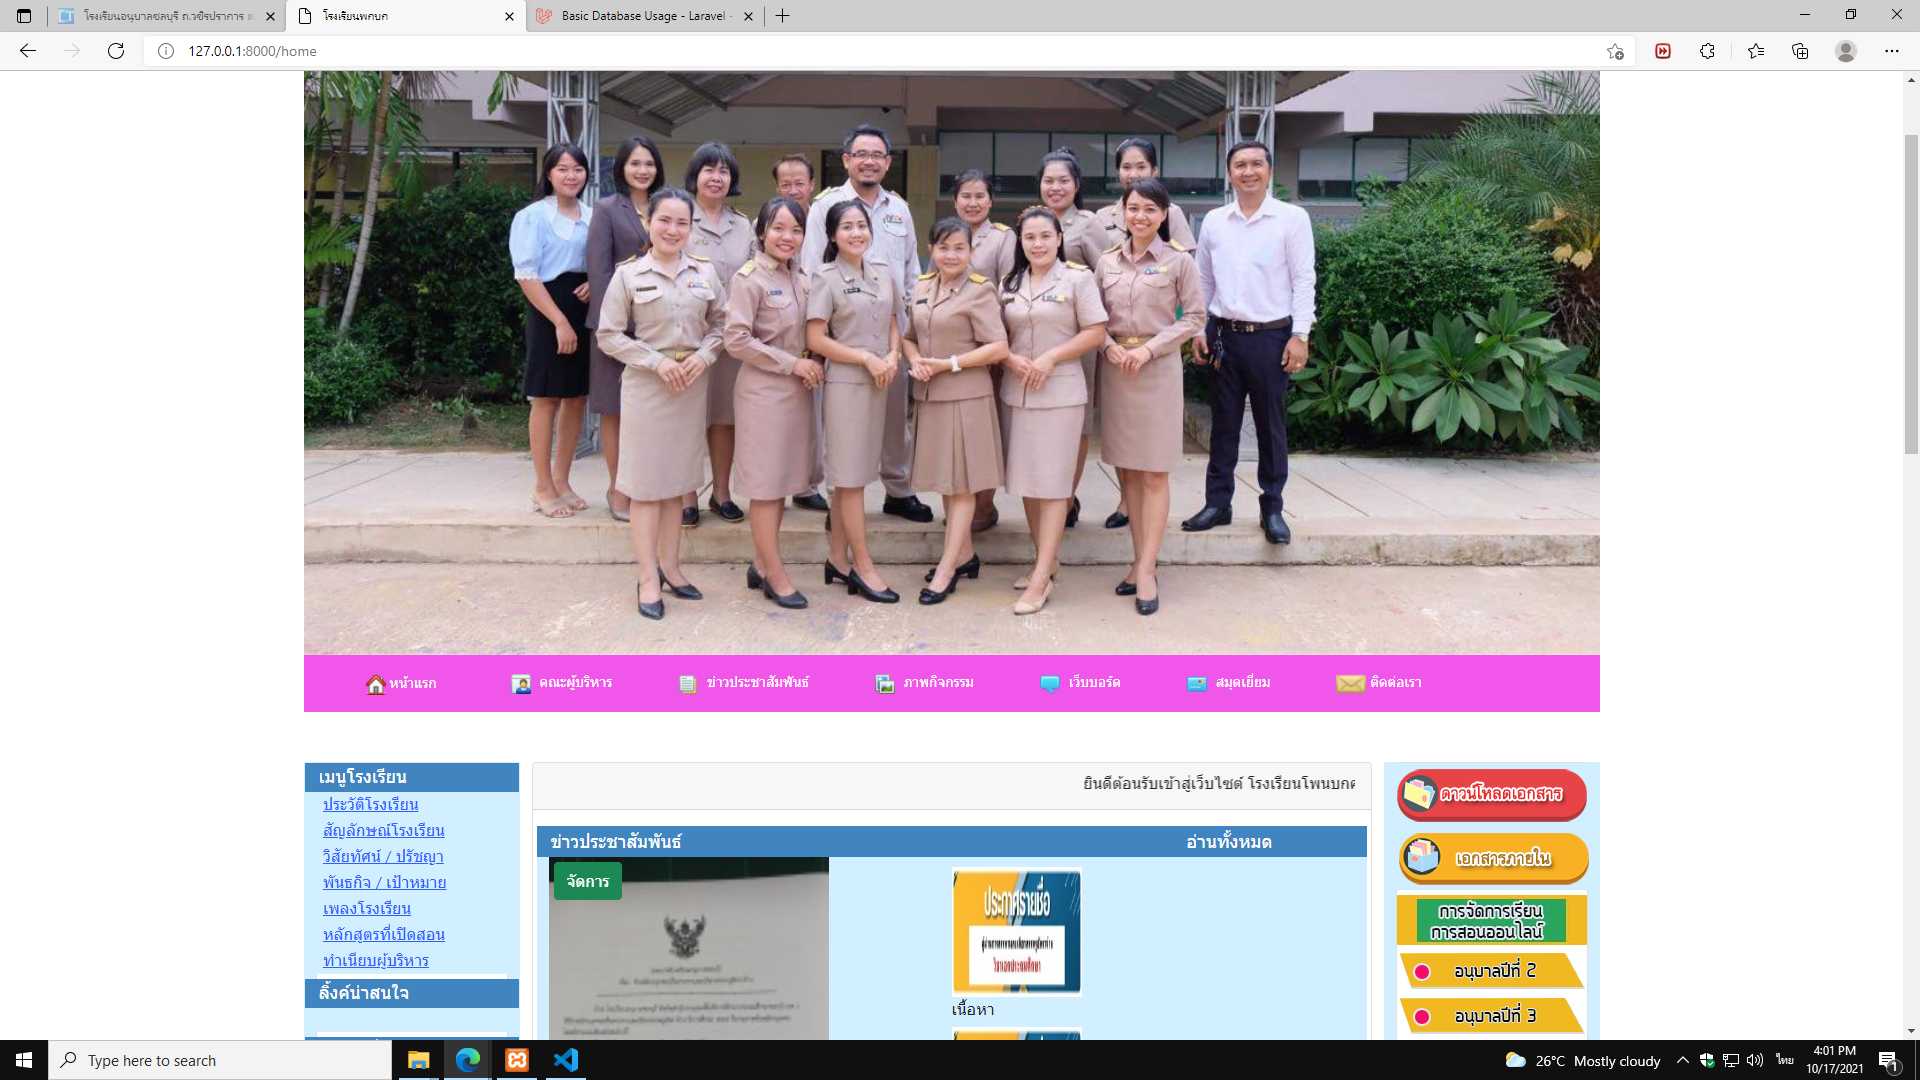 โรงเรียนอนุบาลชลบุรี ถ.วชิรปราการ ต.
โรงเรียนพกบก
Basic Database Usage - Laravel -
127.0.0.1:8000/home
หน้าแรก
คณะผู้บริหาร
ข่าวประชาสัมพันธ์
ภาพกิจกรรม
เว็บบอร์ด
สมุดเยี่ยม
ติดต่อเรา
เมนูโรงเรียน
ประวัติโรงเรียน
สัญลักษณ์โรงเรียน
วิสัยทัศน์ / ปรัชญา
พันธกิจ / เป้าหมาย
เพลงโรงเรียน
หลักสูตรที่เปิดสอน
ทำเนียบผู้บริหาร
ลิ้งค์น่าสนใจ
ยินดีต้อนรับเข้าสู่เว็บไซต์ โรงเรียนโพนบก
ข่าวประชาสัมพันธ์
อ่านทั้งหมด
จัดการ
ประกาศรายชื่อ
วิชาเอกประถมศึกษา
เนื้อหา
ดาวน์โหลดเอกสาร
เอกสารภายใน
การจัดการเรียน
การสอนออนไลน์
อนุบาลปีที่ 2
อนุบาลปีที่ 3
Type here to search
26°C Mostly cloudy
ไทย
4:01 PM
10/17/2021
1